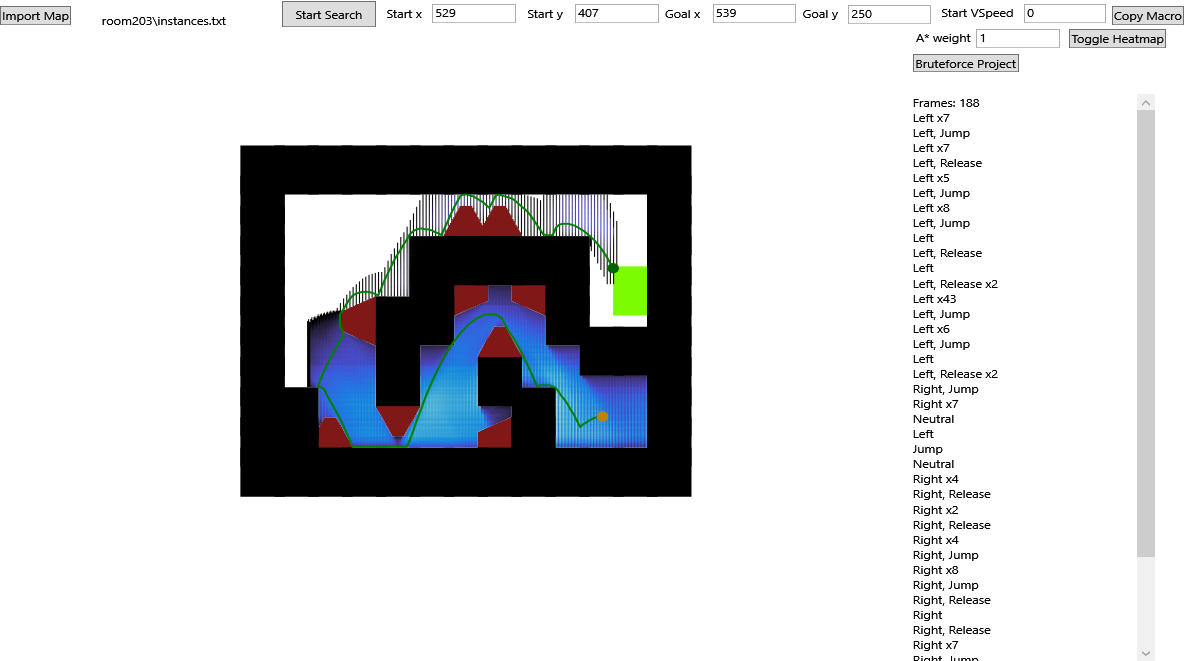 Import Map
room203\instances.txt
Start Search
Start x 529
Start y 407
Goal x 539
Goal y 250
Start VSpeed 0
Copy Macro
A* weight 1
Toggle Heatmap
Bruteforce Project
Frames: 188
Left x7
Left, Jump
Left x7
Left, Release
Left x5
Left, Jump
Left x8
Left, Jump
Left
Left, Release
Left
Left, Release x2
Left x43
Left, Jump
Left x6
Left, Jump
Left
Left, Release x2
Right, Jump
Right x7
Neutral
Left
Jump
Neutral
Right x4
Right, Release
Right x2
Right, Release
Right x4
Right, Jump
Right x8
Right, Jump
Right, Release
Right
Right, Release
Right x7
Right, Jump